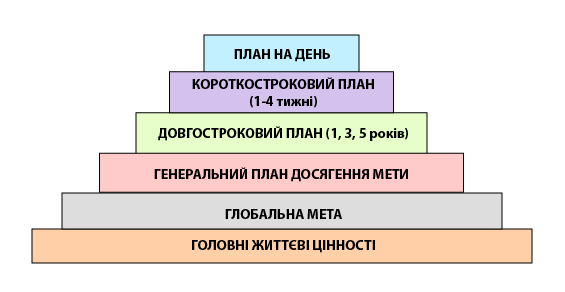 ПЛАН НА ДЕНЬ
КОРОТКОСТРОКОВИЙ ПЛАН
(1-4 тижні)
ДОВГОСТРОКОВИЙ ПЛАН (1, 3, 5 років)
ГЕНЕРАЛЬНИЙ ПЛАН ДОСЯГЕННЯ МЕТИ
ГЛОБАЛЬНА МЕТА
ГОЛОВНІ ЖИТТЄВІ ЦІННОСТІ